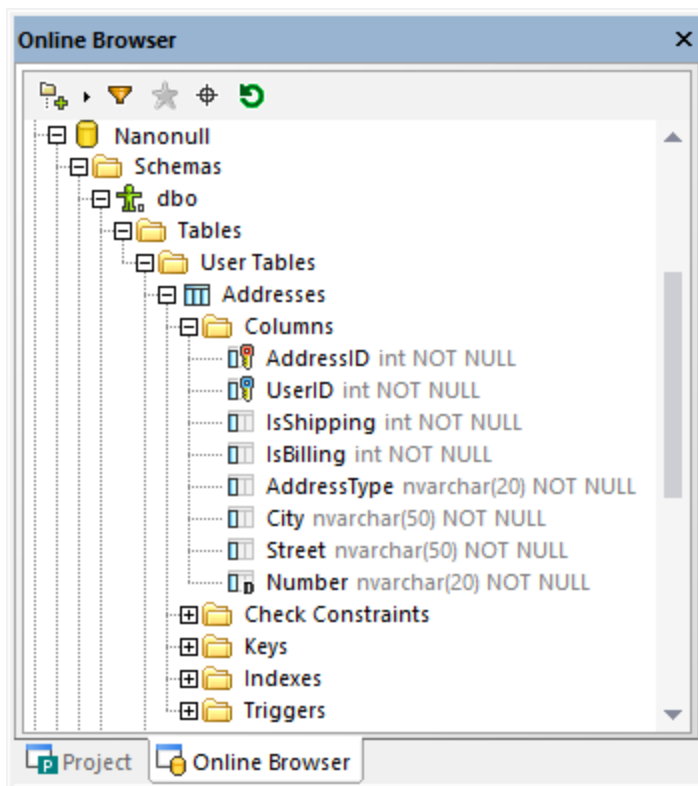 Online Browser
Nanonull
Schemas
dbo
Tables
User Tables
Addresses
Columns
AddressID int NOT NULL
UserID int NOT NULL
IsShipping int NOT NULL
IsBilling int NOT NULL
AddressType nvarchar(20) NOT NULL
City nvarchar(50) NOT NULL
Street nvarchar(50) NOT NULL
Number nvarchar(20) NOT NULL
Check Constraints
Keys
Indexes
Triggers
Project Online Browser